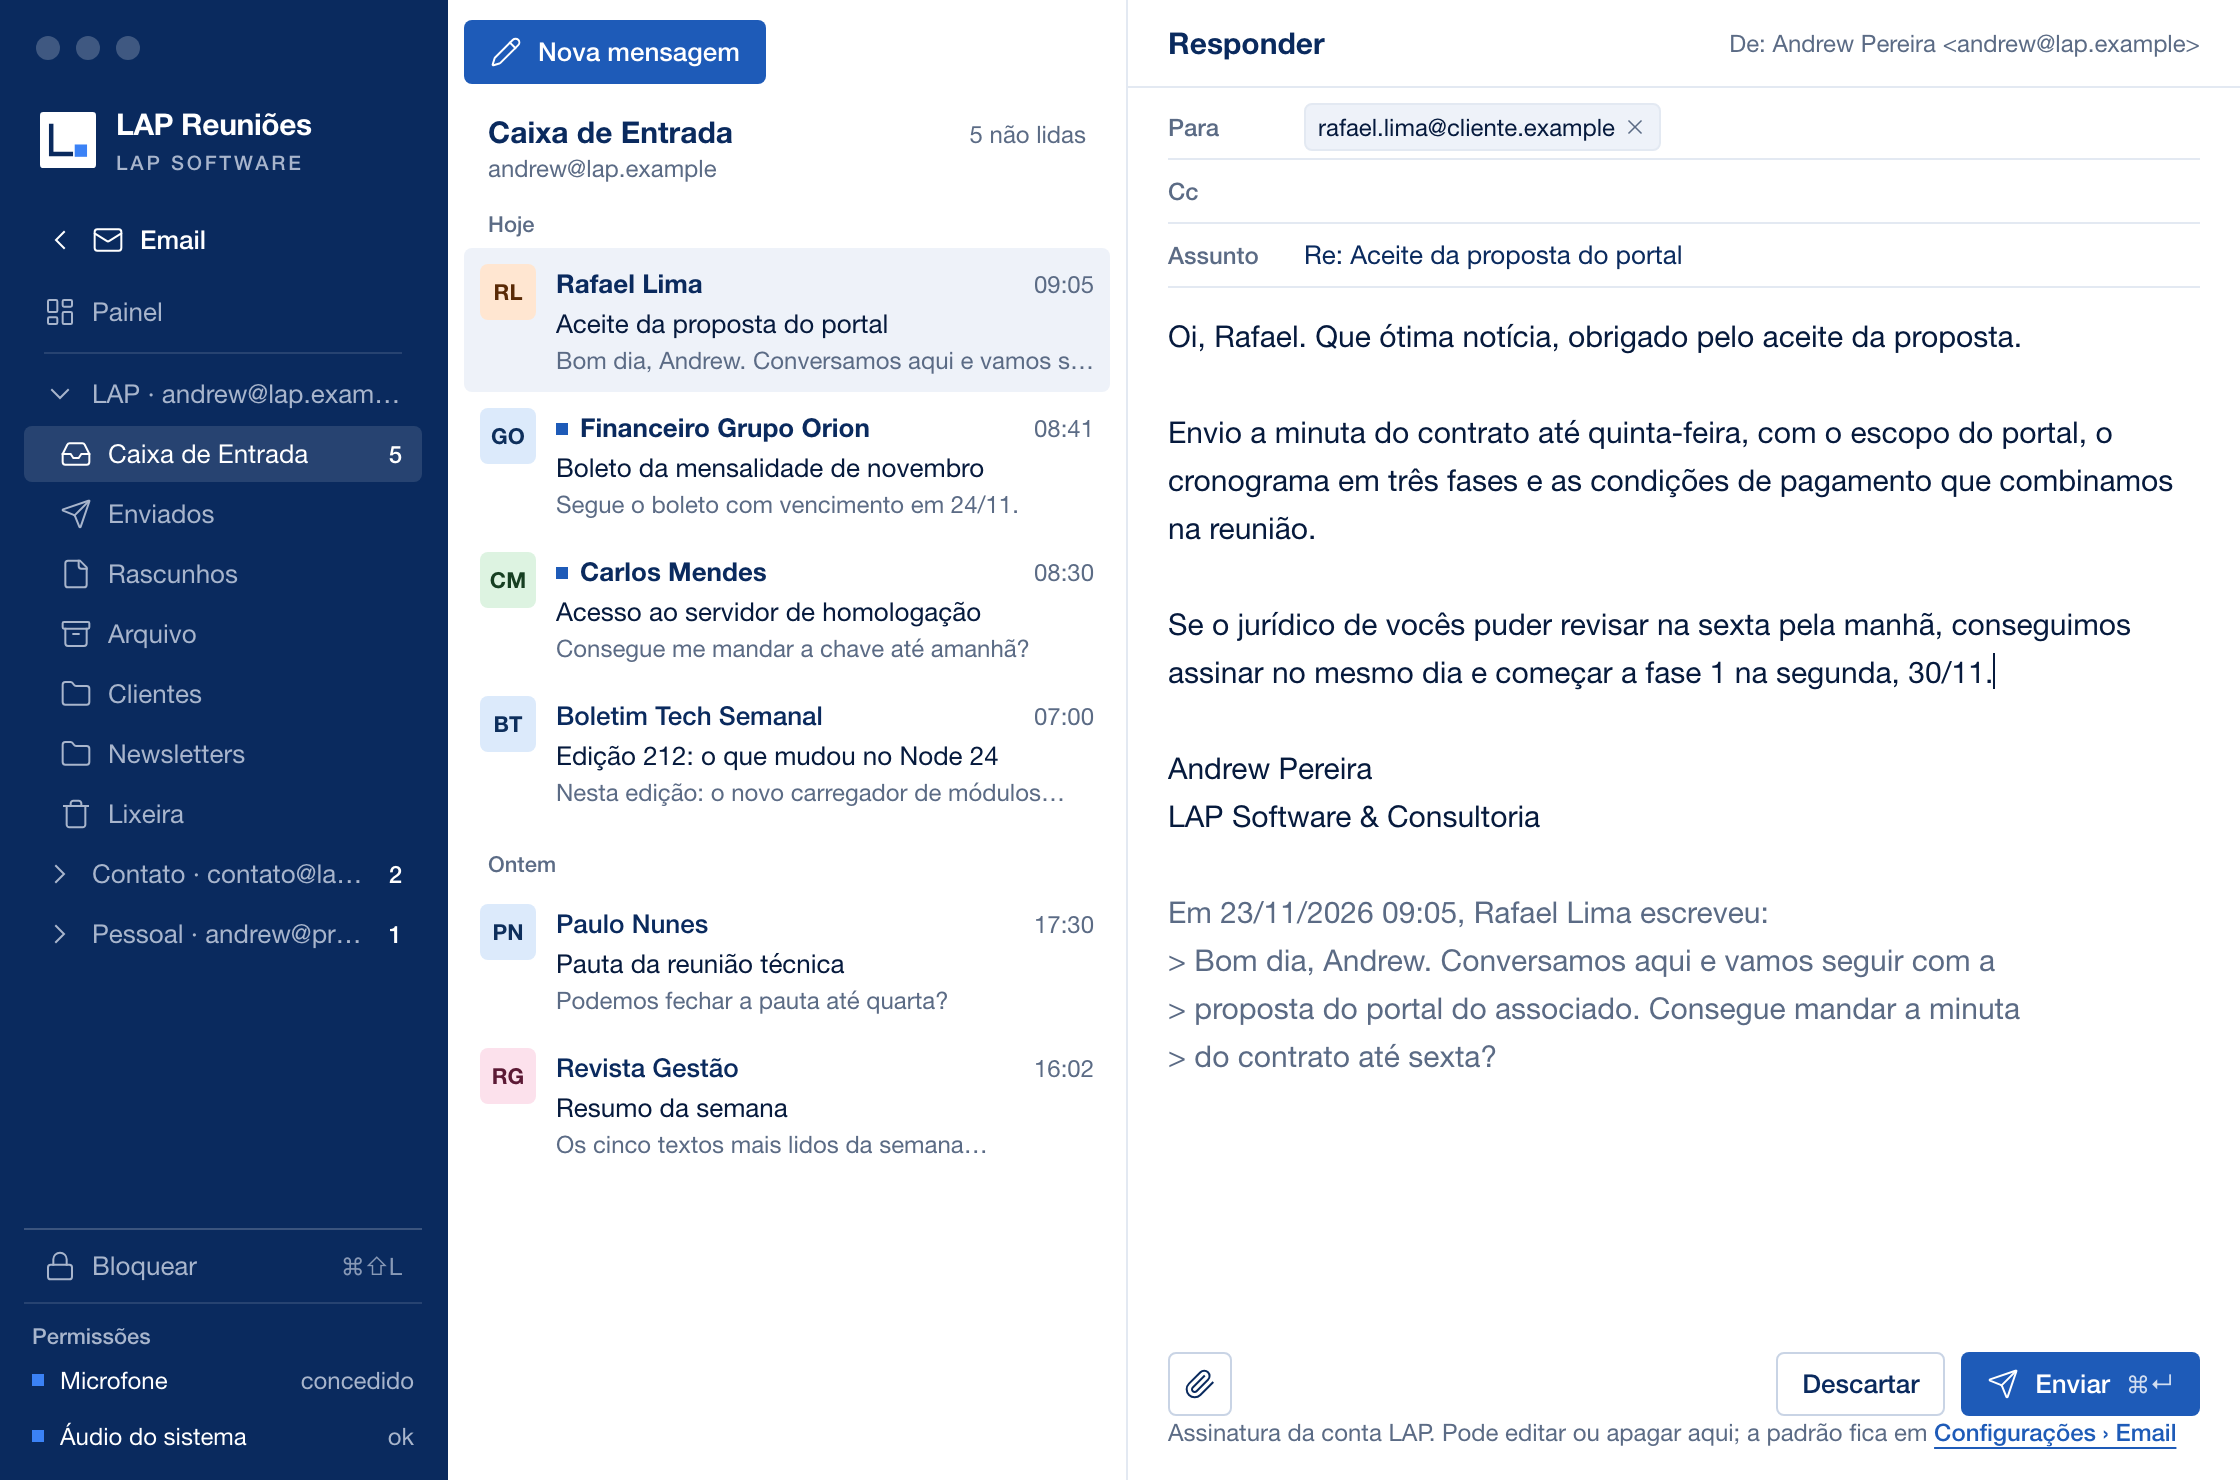 LAP Reuniões
LAP SOFTWARE
Email
Painel
LAP · andrew@lap.exam…
Caixa de Entrada 5
Enviados
Rascunhos
Arquivo
Clientes
Newsletters
Lixeira
Contato · contato@la… 2
Pessoal · andrew@pr… 1
Bloquear ⌘⇧L
Permissões
Microfone concedido
Áudio do sistema ok
Nova mensagem
Caixa de Entrada 5 não lidas
andrew@lap.example
Hoje
RL Rafael Lima 09:05
Aceite da proposta do portal
Bom dia, Andrew. Conversamos aqui e vamos s…
GO Financeiro Grupo Orion 08:41
Boleto da mensalidade de novembro
Segue o boleto com vencimento em 24/11.
CM Carlos Mendes 08:30
Acesso ao servidor de homologação
Consegue me mandar a chave até amanhã?
BT Boletim Tech Semanal 07:00
Edição 212: o que mudou no Node 24
Nesta edição: o novo carregador de módulos…
Ontem
PN Paulo Nunes 17:30
Pauta da reunião técnica
Podemos fechar a pauta até quarta?
RG Revista Gestão 16:02
Resumo da semana
Os cinco textos mais lidos da semana…
Responder De: Andrew Pereira <andrew@lap.example>
Para rafael.lima@cliente.example
Cc
Assunto Re: Aceite da proposta do portal
Oi, Rafael. Que ótima notícia, obrigado pelo aceite da proposta.
Envio a minuta do contrato até quinta-feira, com o escopo do portal, o
cronograma em três fases e as condições de pagamento que combinamos
na reunião.
Se o jurídico de vocês puder revisar na sexta pela manhã, conseguimos
assinar no mesmo dia e começar a fase 1 na segunda, 30/11.
Andrew Pereira
LAP Software & Consultoria
Em 23/11/2026 09:05, Rafael Lima escreveu:
> Bom dia, Andrew. Conversamos aqui e vamos seguir com a
> proposta do portal do associado. Consegue mandar a minuta
> do contrato até sexta?
Descartar
Enviar ⌘↵
Assinatura da conta LAP. Pode editar ou apagar aqui; a padrão fica em Configurações › Email